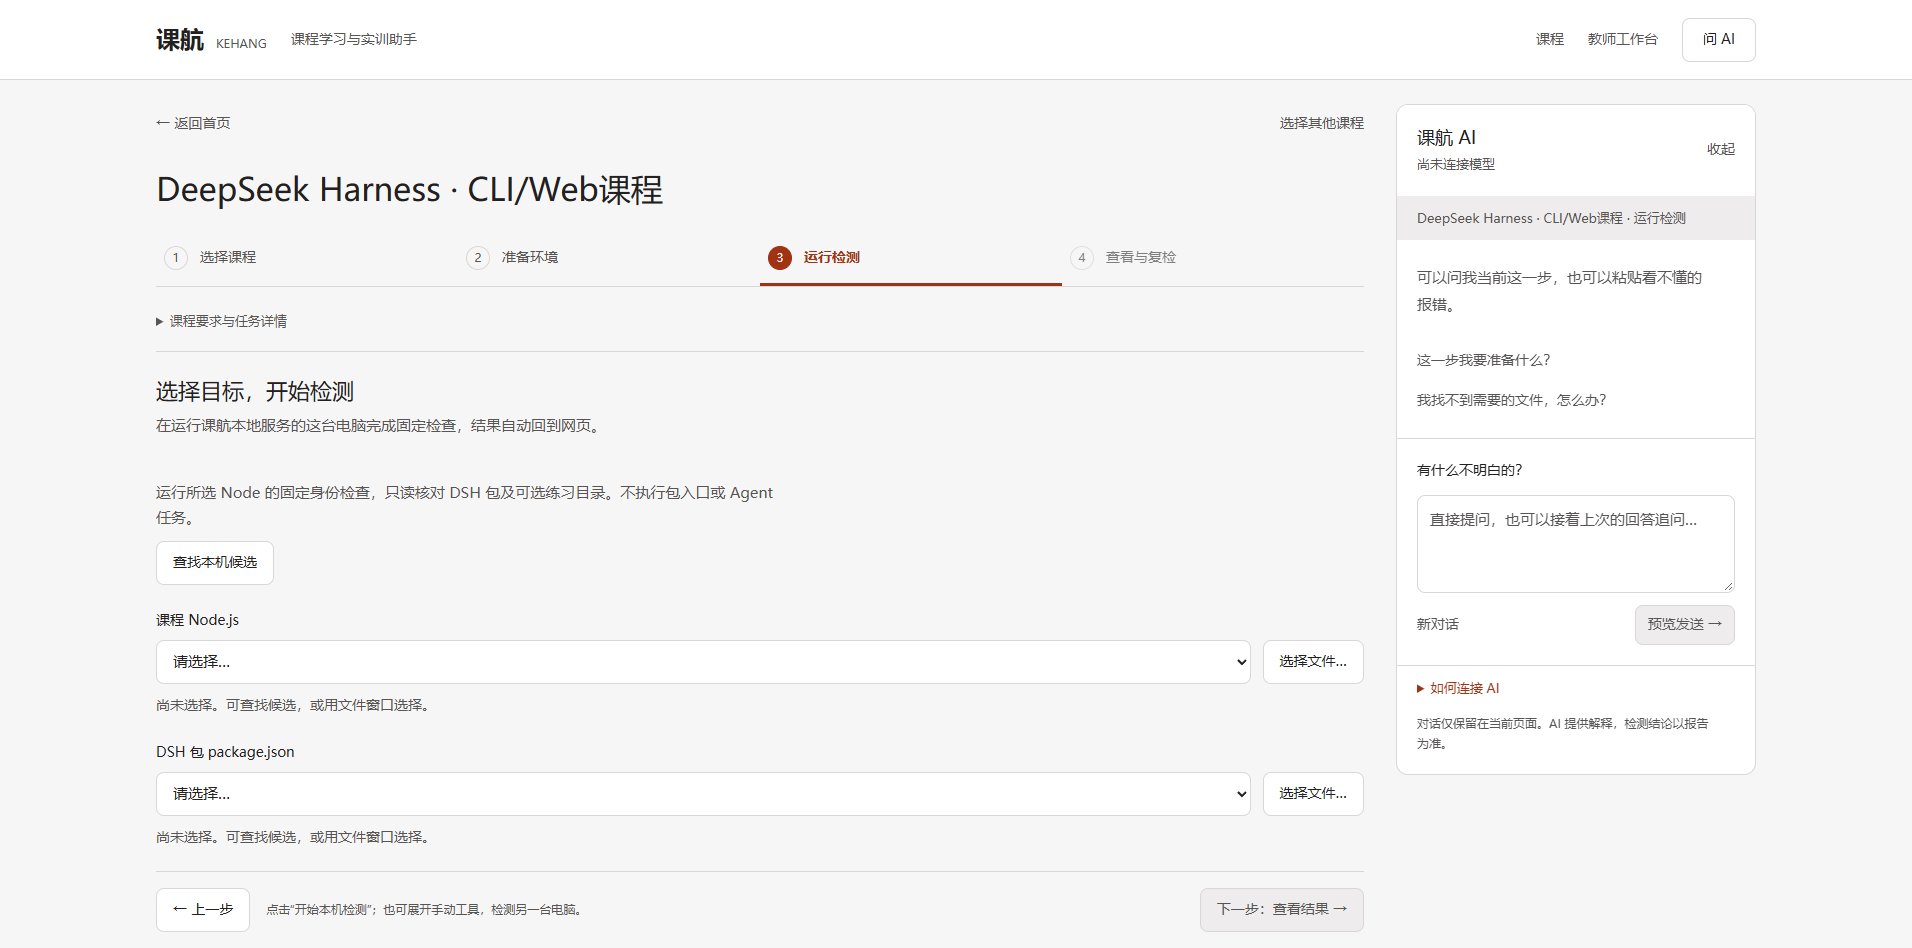 课航 KEHANG 课程学习与实训助手
课程 教师工作台 问 AI
← 返回首页
选择其他课程
DeepSeek Harness · CLI/Web课程
1 选择课程
2 准备环境
3 运行检测
4 查看与复检
▶ 课程要求与任务详情
选择目标，开始检测
在运行课航本地服务的这台电脑完成固定检查，结果自动回到网页。
运行所选 Node 的固定身份检查，只读核对 DSH 包及可选练习目录。不执行包入口或 Agent
任务。
查找本机候选
课程 Node.js
请选择...
选择文件...
尚未选择。可查找候选，或用文件窗口选择。
DSH 包 package.json
请选择...
选择文件...
尚未选择。可查找候选，或用文件窗口选择。
← 上一步
点击“开始本机检测”；也可展开手动工具，检测另一台电脑。
下一步：查看结果 →
课航 AI
尚未连接模型
收起
DeepSeek Harness · CLI/Web课程 · 运行检测
可以问我当前这一步，也可以粘贴看不懂的
报错。
这一步我要准备什么？
我找不到需要的文件，怎么办？
有什么不明白的？
直接提问，也可以接着上次的回答追问...
新对话
预览发送 →
▶ 如何连接 AI
对话仅保留在当前页面。AI 提供解释，检测结论以报告
为准。